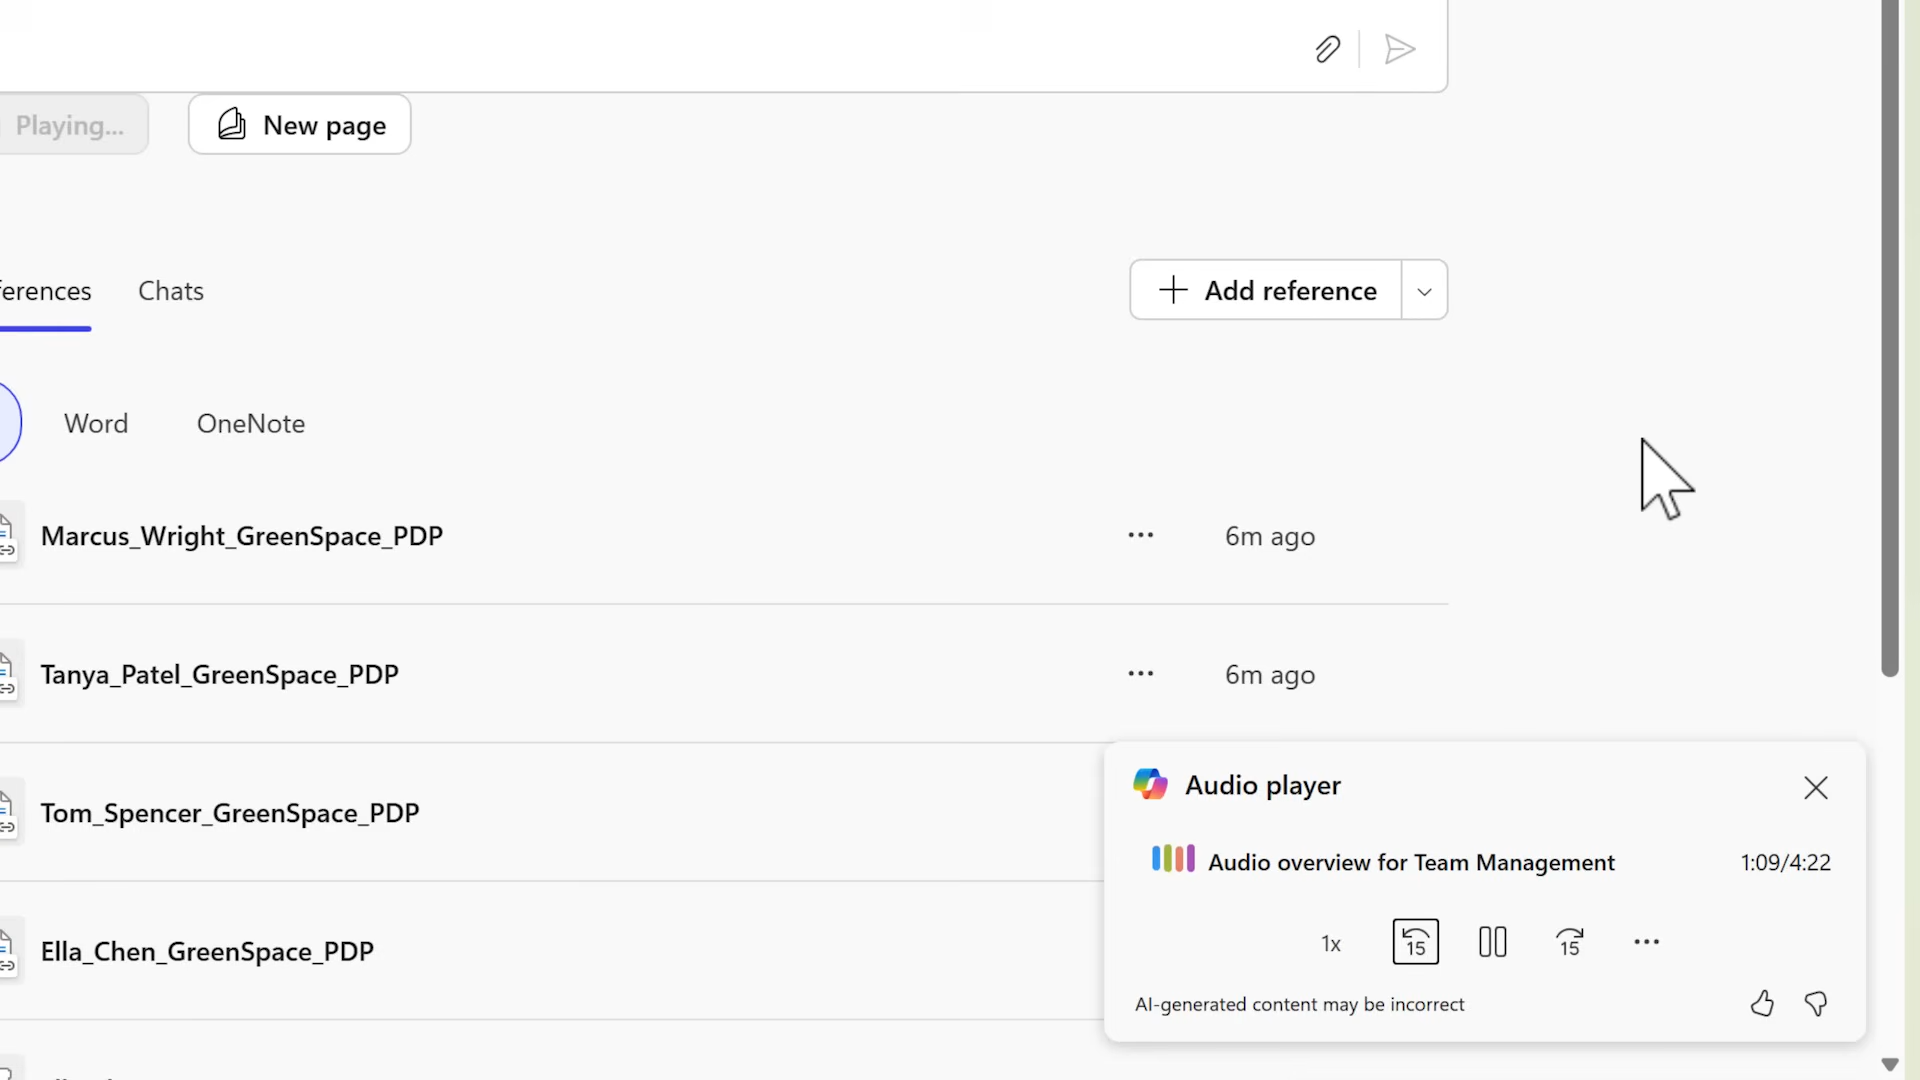 Playing...
New page
Chats
Add reference
Word
OneNote
Marcus_Wright_GreenSpace_PDP
6m ago
Tanya_Patel_GreenSpace_PDP
6m ago
Tom_Spencer_GreenSpace_PDP
Ella_Chen_GreenSpace_PDP
Audio player
Audio overview for Team Management
1:09/4:22
1x
15
15
AI-generated content may be incorrect